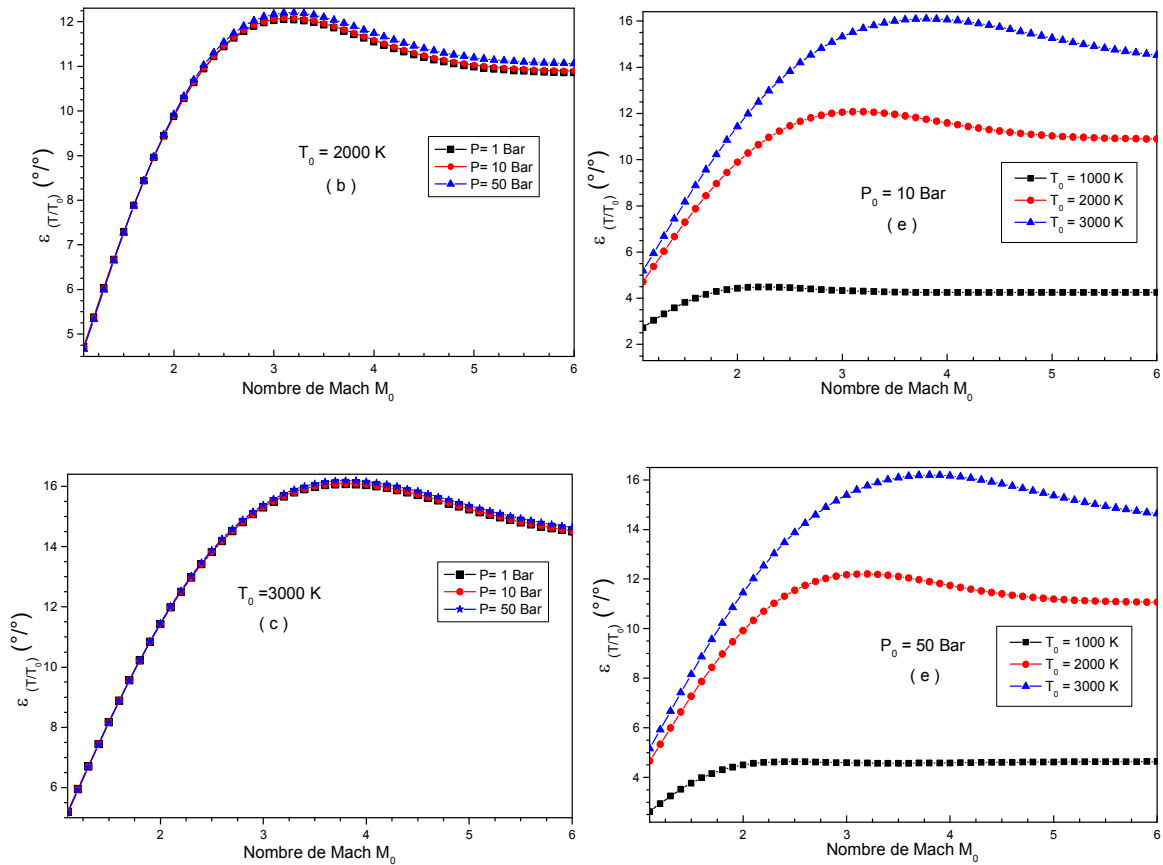 12
11
10
9
8
7
6
5
2 3 4 5 6
ε (T/T₀) (°/°)
Nombre de Mach M₀
T₀ = 2000 K
( b )
P= 1 Bar
P= 10 Bar
P= 50 Bar
16
14
12
10
8
6
4
2
2 3 4 5 6
ε (T/T₀) (°/°)
Nombre de Mach M₀
P₀ = 10 Bar
( e )
T₀ = 1000 K
T₀ = 2000 K
T₀ = 3000 K
16
14
12
10
8
6
2 3 4 5 6
ε (T/T₀) (°/°)
Nombre de Mach M₀
T₀ =3000 K
( c )
P= 1 Bar
P= 10 Bar
P= 50 Bar
16
14
12
10
8
6
4
2 3 4 5 6
ε (T/T₀) (°/°)
Nombre de Mach M₀
P₀ = 50 Bar
( e )
T₀ = 1000 K
T₀ = 2000 K
T₀ = 3000 K